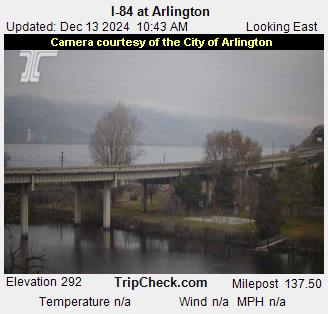 I-84 at Arlington
Updated: Dec 13 2024 10:43 AM Looking East
Camera courtesy of the City of Arlington
Elevation 292 TripCheck.com Milepost 137.50
Temperature n/a Wind n/a MPH n/a